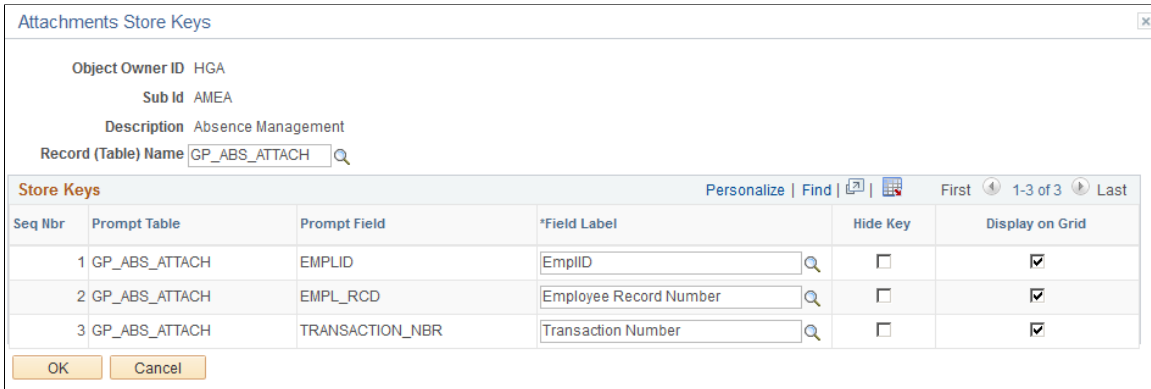 Attachments Store Keys
Object Owner ID HGA
Sub Id AMEA
Description Absence Management
Record (Table) Name GP_ABS_ATTACH
Store Keys Personalize | Find | | First 1-3 of 3 Last
Seq Nbr Prompt Table Prompt Field *Field Label Hide Key Display on Grid
1 GP_ABS_ATTACH EMPLID EmplID
2 GP_ABS_ATTACH EMPL_RCD Employee Record Number
3 GP_ABS_ATTACH TRANSACTION_NBR Transaction Number
OK Cancel